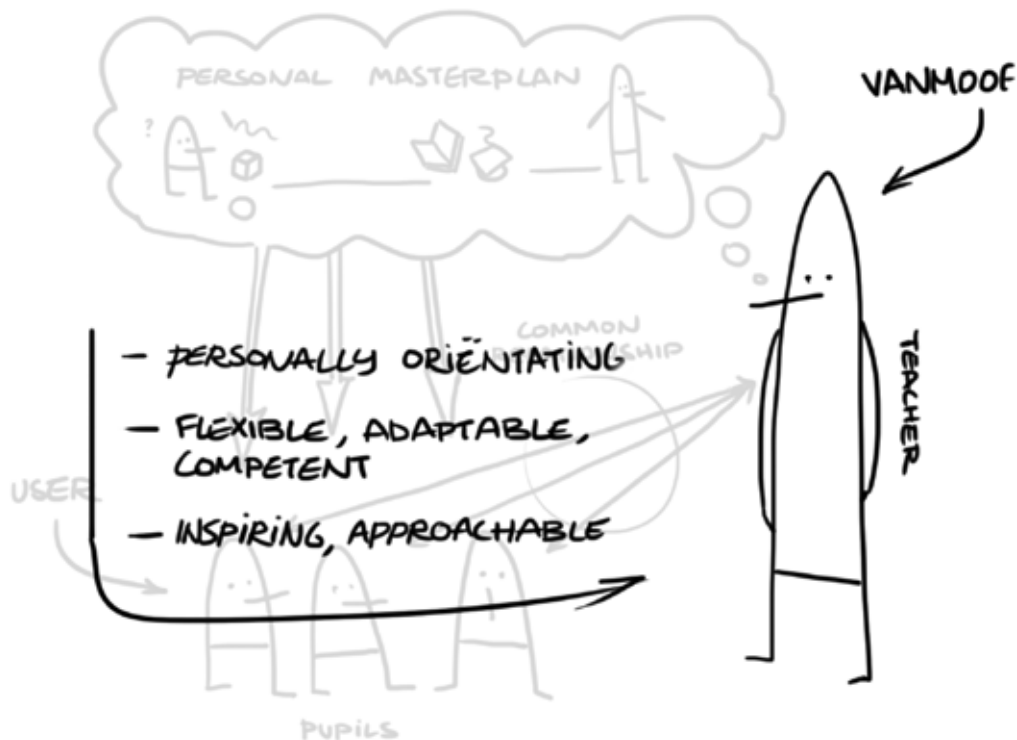 PERSONAL MASTERPLAN
?
VANMOOF
COMMON
- PERSONALLY ORIËNTATING
- FLEXIBLE, ADAPTABLE,
COMPETENT
- INSPIRING, APPROACHABLE
TEACHER
USER
PUPILS